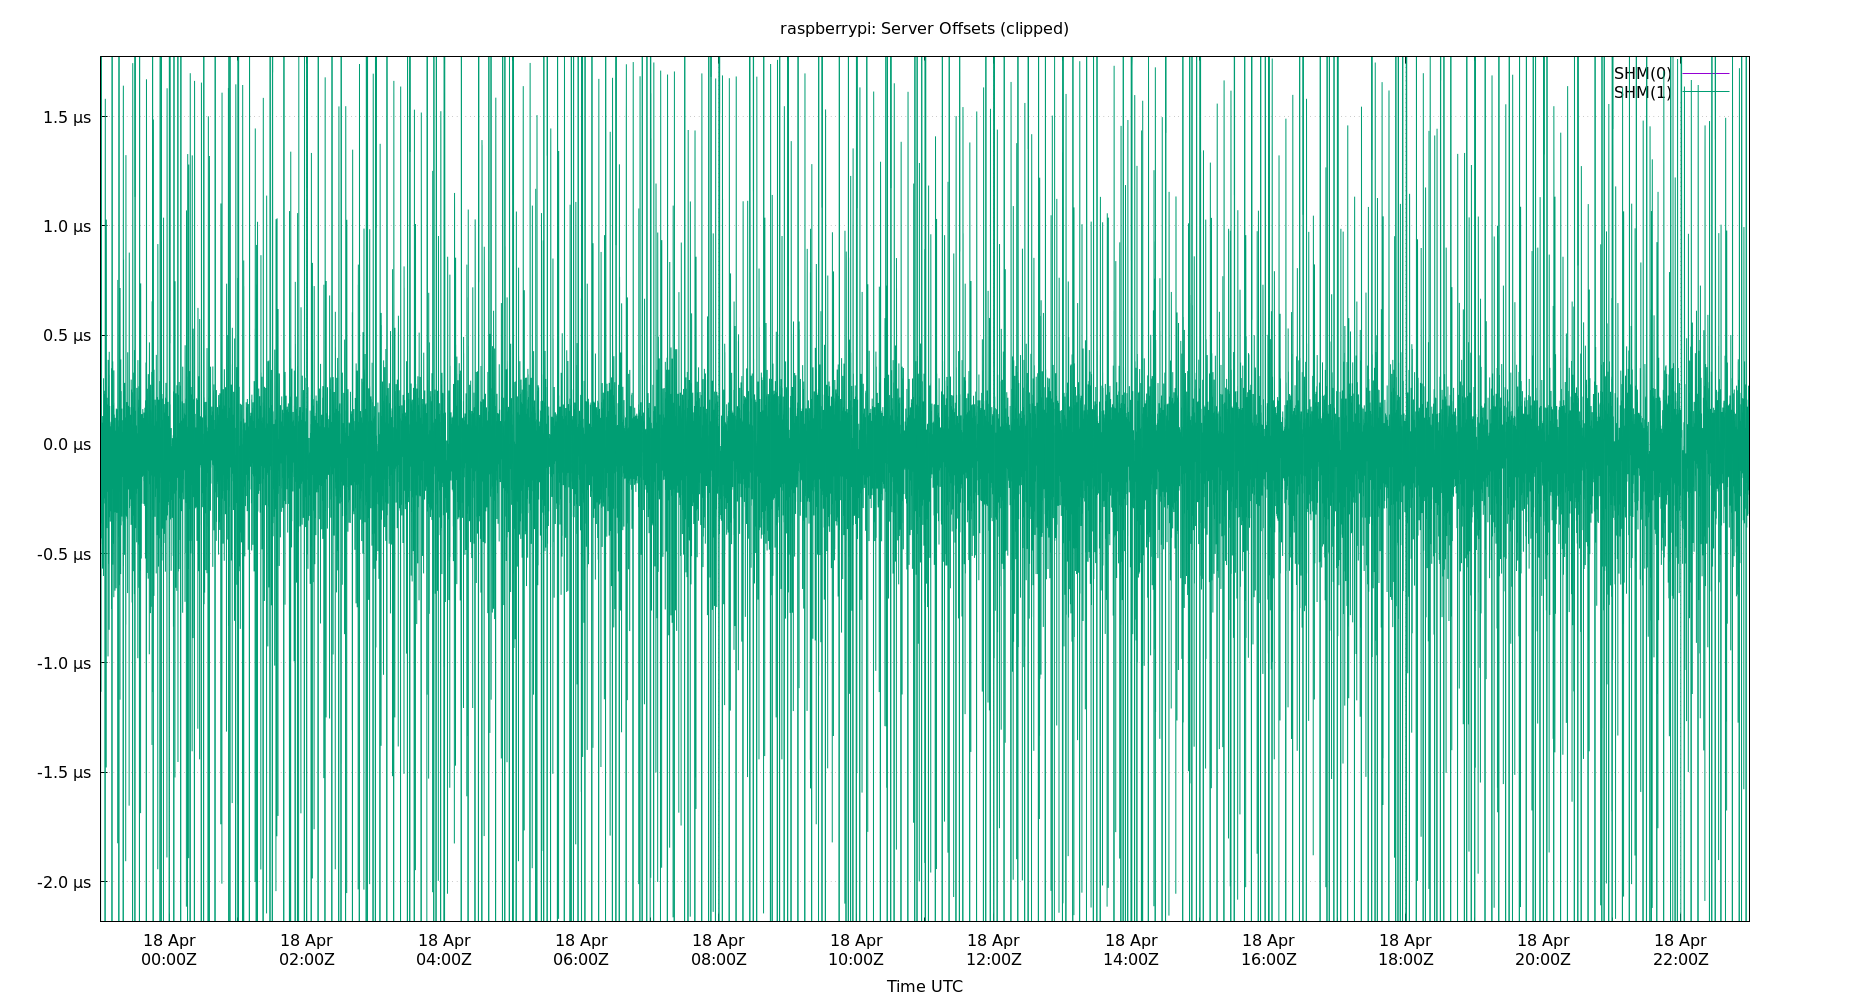 raspberrypi: Server Offsets (clipped)
SHM(0)
SHM(1)
1.5 µs
1.0 µs
0.5 µs
0.0 µs
-0.5 µs
-1.0 µs
-1.5 µs
-2.0 µs
18 Apr 18 Apr 18 Apr 18 Apr 18 Apr 18 Apr 18 Apr 18 Apr 18 Apr 18 Apr 18 Apr 18 Apr
00:00Z 02:00Z 04:00Z 06:00Z 08:00Z 10:00Z 12:00Z 14:00Z 16:00Z 18:00Z 20:00Z 22:00Z
Time UTC